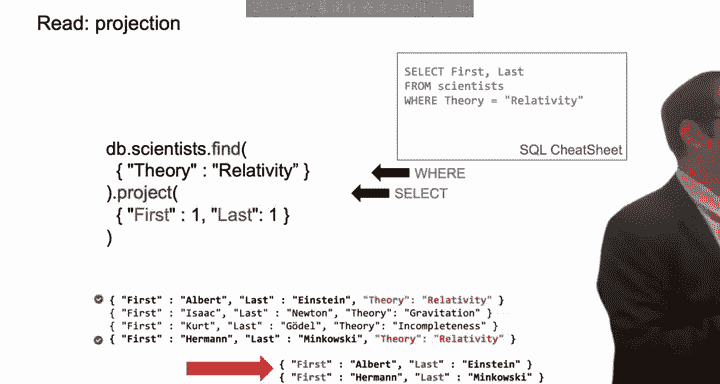 Read: projection
SELECT First, Last
FROM scientists
WHERE Theory = "Relativity"
SQL CheatSheet
db.scientists.find(
{ "Theory" : "Relativity” }
WHERE
).project(
SELECT
{ "First" : 1, "Last": 1 }
)
{ "First" : "Albert", "Last" : "Einstein", "Theory": "Relativity" }
{ "First" : "Isaac", "Last" : "Newton", "Theory": "Gravitation" }
{ "First" : "Kurt", "Last" : "Gödel", "Theory": "Incompleteness" }
{ "First" : "Hermann", "Last" : "Minkowski", "Theory": "Relativity" }
{ "First" : "Albert", "Last" : "Einstein" }
{ "First" : "Hermann", "Last" : "Minkowski" }